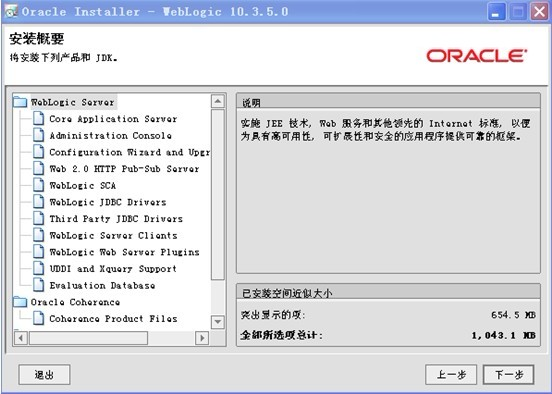 Oracle Installer - WebLogic 10.3.5.0
安装概要
将安装下列产品和 JDK。
ORACLE
WebLogic Server
Core Application Server
Administration Console
Configuration Wizard and Upgr
Web 2.0 HTTP Pub-Sub Server
WebLogic SCA
WebLogic JDBC Drivers
Third Party JDBC Drivers
WebLogic Server Clients
WebLogic Web Server Plugins
UDDI and Xquery Support
Evaluation Database
Oracle Coherence
Coherence Product Files
说明
实施 JEE 技术, Web 服务和其他领先的 Internet 标准, 以便
为具有高可用性, 可扩展性和安全的应用程序提供可靠的框架。
已安装空间近似大小
突出显示的项: 654.5 MB
全部所选项总计: 1,043.1 MB
退出
上一步
下一步